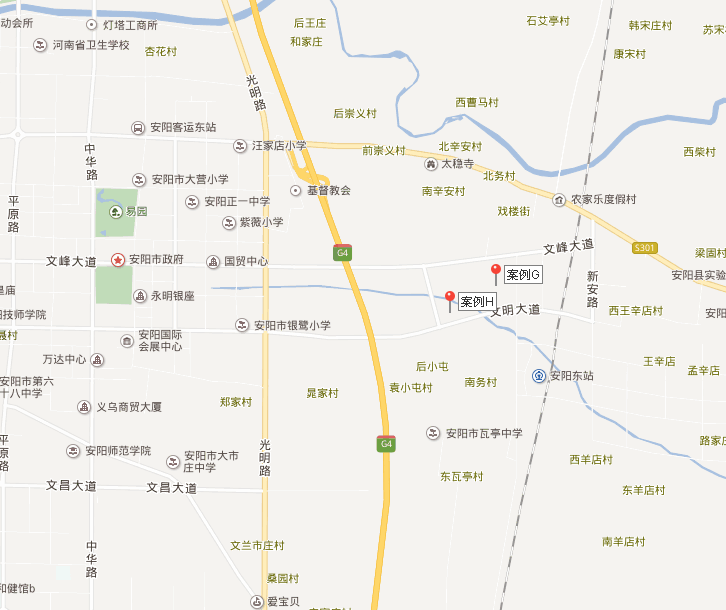 动会所
灯塔工商所
后王庄
石艾亭村
韩宋庄村
苏宋
河南省卫生学校
杏花村
和家庄
康宋村
光明路
后崇义村
西曹马村
安阳客运东站
中华路
汪家店小学
前崇义村
北辛安村
西柴村
太稳寺
安阳市大营小学
北务村
基督教会
南辛安村
农家乐度假村
平原路
安阳正一中学
易园
戏楼街
紫薇小学
文峰大道
S301
G4
梁固村
文峰大道
安阳市政府
国贸中心
案例G
新安路
安阳县实验
皇庙
永明银座
案例H
文明大道
西王辛店村
安阳
技师学院
安阳市银鹭小学
聂村
安阳国际
会展中心
万达中心
后小屯
王辛店
孟辛店
安阳市第六
十八中学
晁家村
袁小屯村
南务村
安阳东站
郑家村
义乌商贸大厦
平原路
光明路
G4
安阳市瓦亭中学
路家
安阳师范学院
安阳市大市
庄中学
西羊店村
东瓦亭村
文昌大道
文昌大道
东羊店村
中华路
文兰市庄村
南羊店村
桑园村
和健馆b
爱宝贝